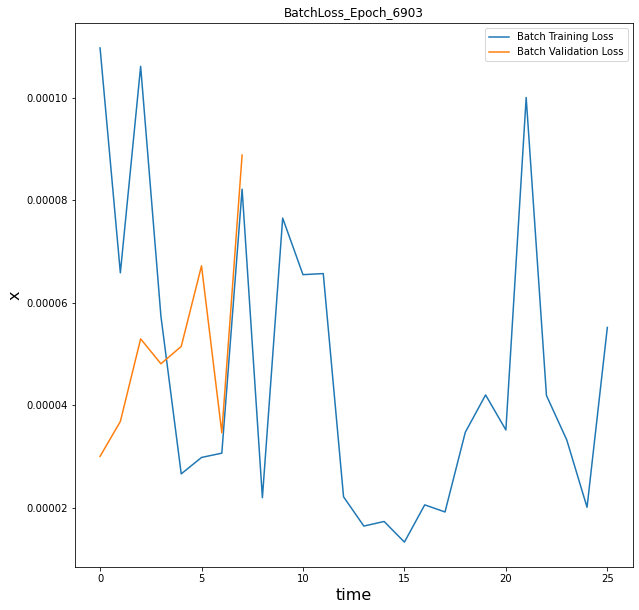 BatchLoss_Epoch_6903
Batch Training Loss
Batch Validation Loss
0.00010
0.00008
0.00006
0.00004
0.00002
x
0 5 10 15 20 25
time